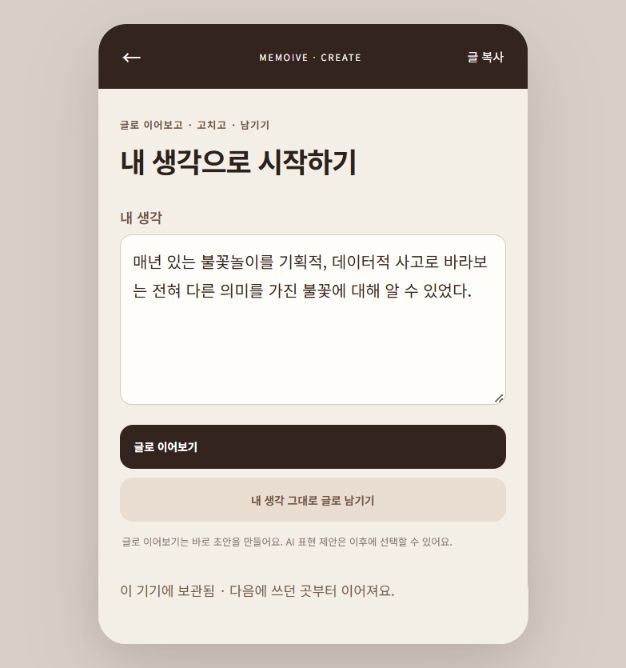 ←
MEMOIVE · CREATE
글 복사
글로 이어보고 · 고치고 · 남기기
내 생각으로 시작하기
내 생각
매년 있는 불꽃놀이를 기획적, 데이터적 사고로 바라보
는 전혀 다른 의미를 가진 불꽃에 대해 알 수 있었다.
글로 이어보기
내 생각 그대로 글로 남기기
글로 이어보기는 바로 초안을 만들어요. AI 표현 제안은 이후에 선택할 수 있어요.
이 기기에 보관됨 · 다음에 쓰던 곳부터 이어져요.